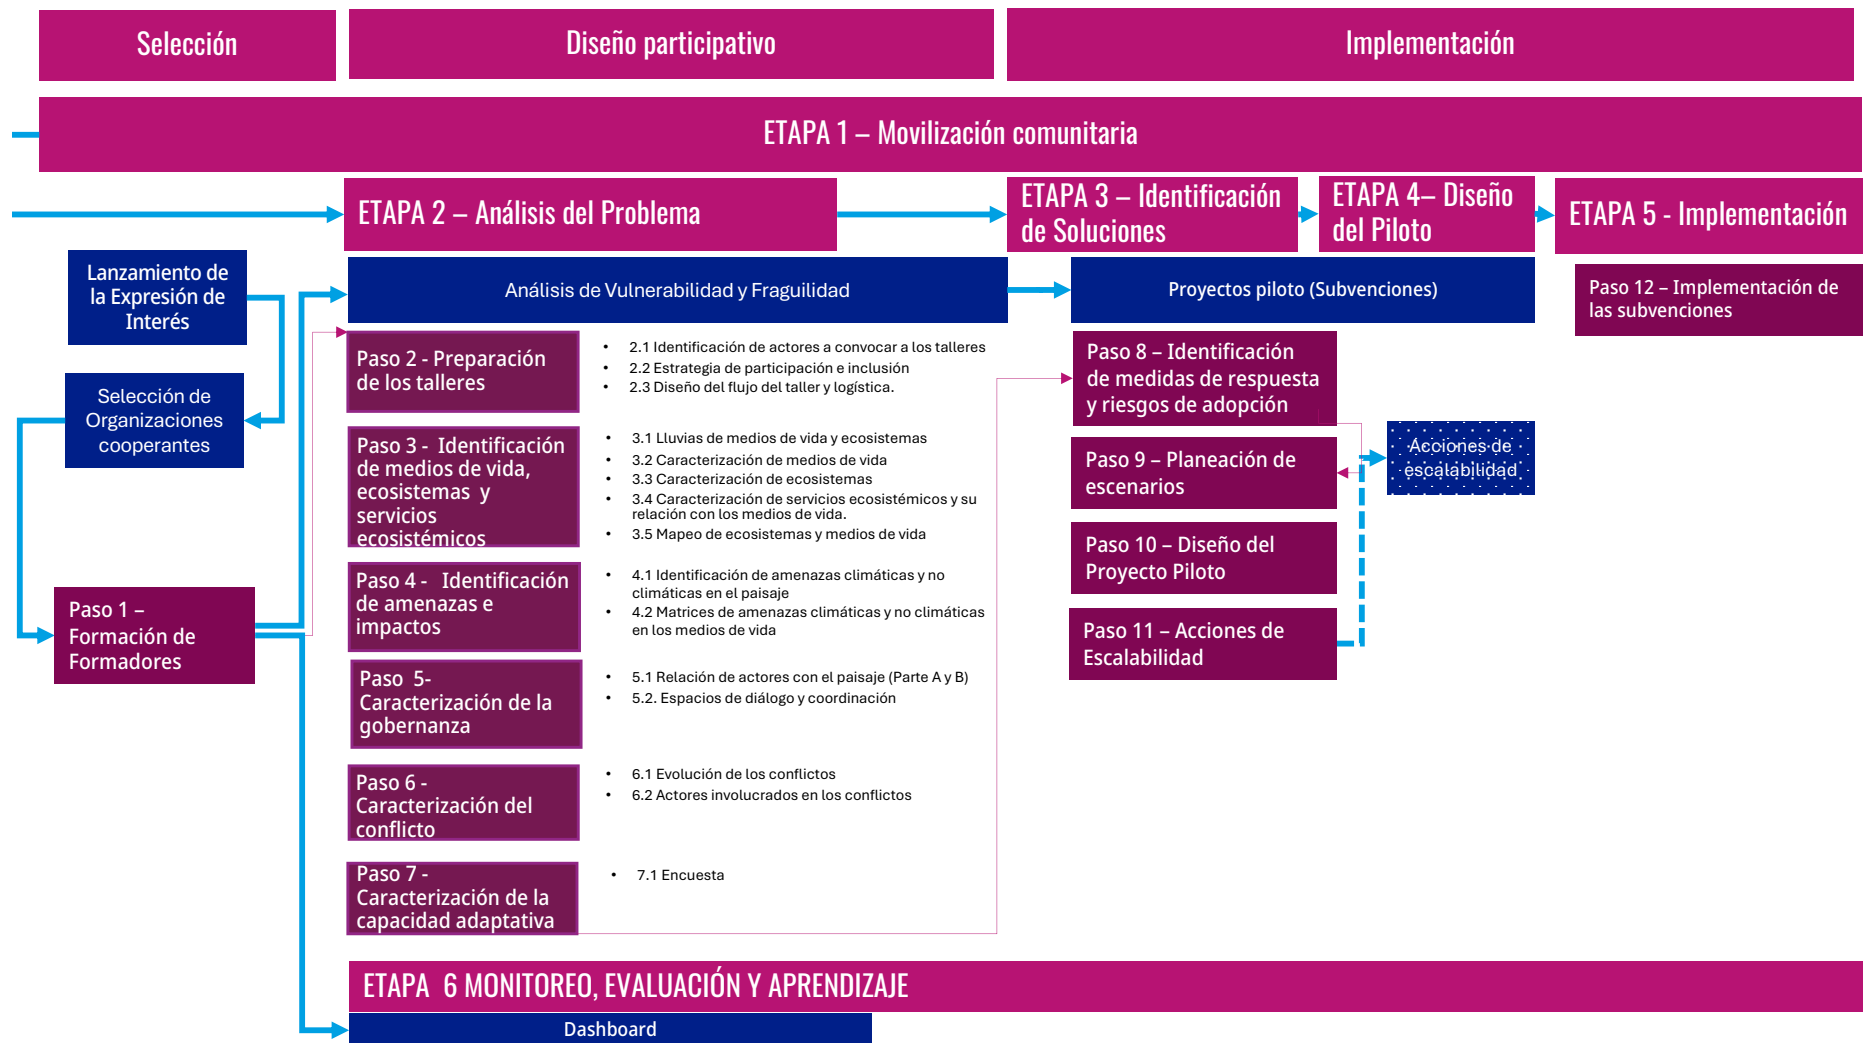 Selección
Diseño participativo
Implementación
ETAPA 1 – Movilización comunitaria
ETAPA 2 – Análisis del Problema
ETAPA 3 – Identificación
de Soluciones
ETAPA 4– Diseño
del Piloto
ETAPA 5 - Implementación
Lanzamiento de
la Expresión de
Interés
Selección de
Organizaciones
cooperantes
Paso 1 –
Formación de
Formadores
Análisis de Vulnerabilidad y Fraguilidad
Paso 2 - Preparación
de los talleres
• 2.1 Identificación de actores a convocar a los talleres
• 2.2 Estrategia de participación e inclusión
• 2.3 Diseño del flujo del taller y logística.
Paso 3 - Identificación
de medios de vida,
ecosistemas y
servicios
ecosistémicos
• 3.1 Lluvias de medios de vida y ecosistemas
• 3.2 Caracterización de medios de vida
• 3.3 Caracterización de ecosistemas
• 3.4 Caracterización de servicios ecosistémicos y su
relación con los medios de vida.
• 3.5 Mapeo de ecosistemas y medios de vida
Paso 4 - Identificación
de amenazas e
impactos
• 4.1 Identificación de amenazas climáticas y no
climáticas en el paisaje
• 4.2 Matrices de amenazas climáticas y no climáticas
en los medios de vida
Paso 5-
Caracterización de la
gobernanza
• 5.1 Relación de actores con el paisaje (Parte A y B)
• 5.2. Espacios de diálogo y coordinación
Paso 6 -
Caracterización del
conflicto
• 6.1 Evolución de los conflictos
• 6.2 Actores involucrados en los conflictos
Paso 7 -
Caracterización de la
capacidad adaptativa
• 7.1 Encuesta
Proyectos piloto (Subvenciones)
Paso 8 – Identificación
de medidas de respuesta
y riesgos de adopción
Paso 9 – Planeación de
escenarios
Paso 10 – Diseño del
Proyecto Piloto
Paso 11 – Acciones de
Escalabilidad
Acciones de
escalabilidad
Paso 12 – Implementación de
las subvenciones
ETAPA 6 MONITOREO, EVALUACIÓN Y APRENDIZAJE
Dashboard